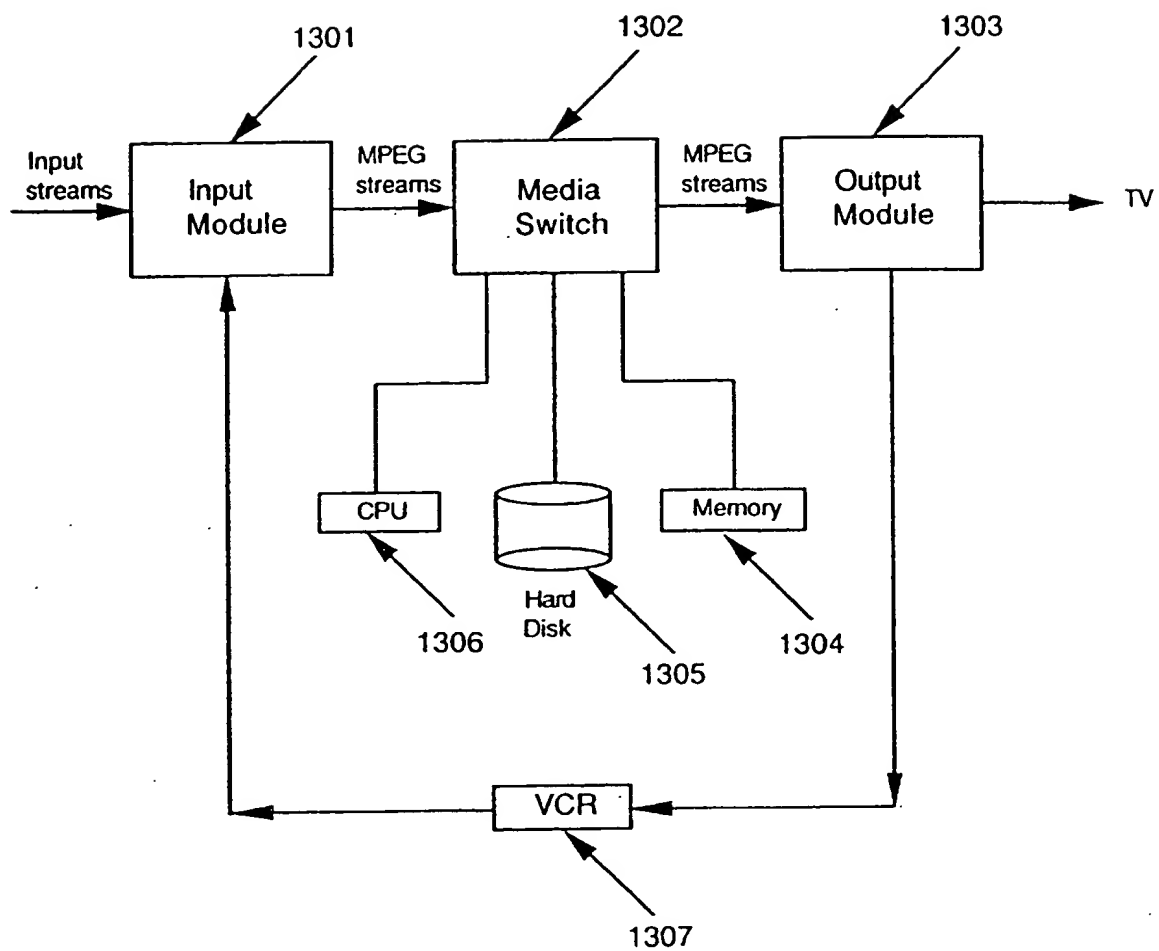 1301
1302
1303
Input
streams
Input
Module
MPEG
streams
Media
Switch
MPEG
streams
Output
Module
TV
CPU
Memory
Hard
Disk
1306
1305
1304
VCR
1307